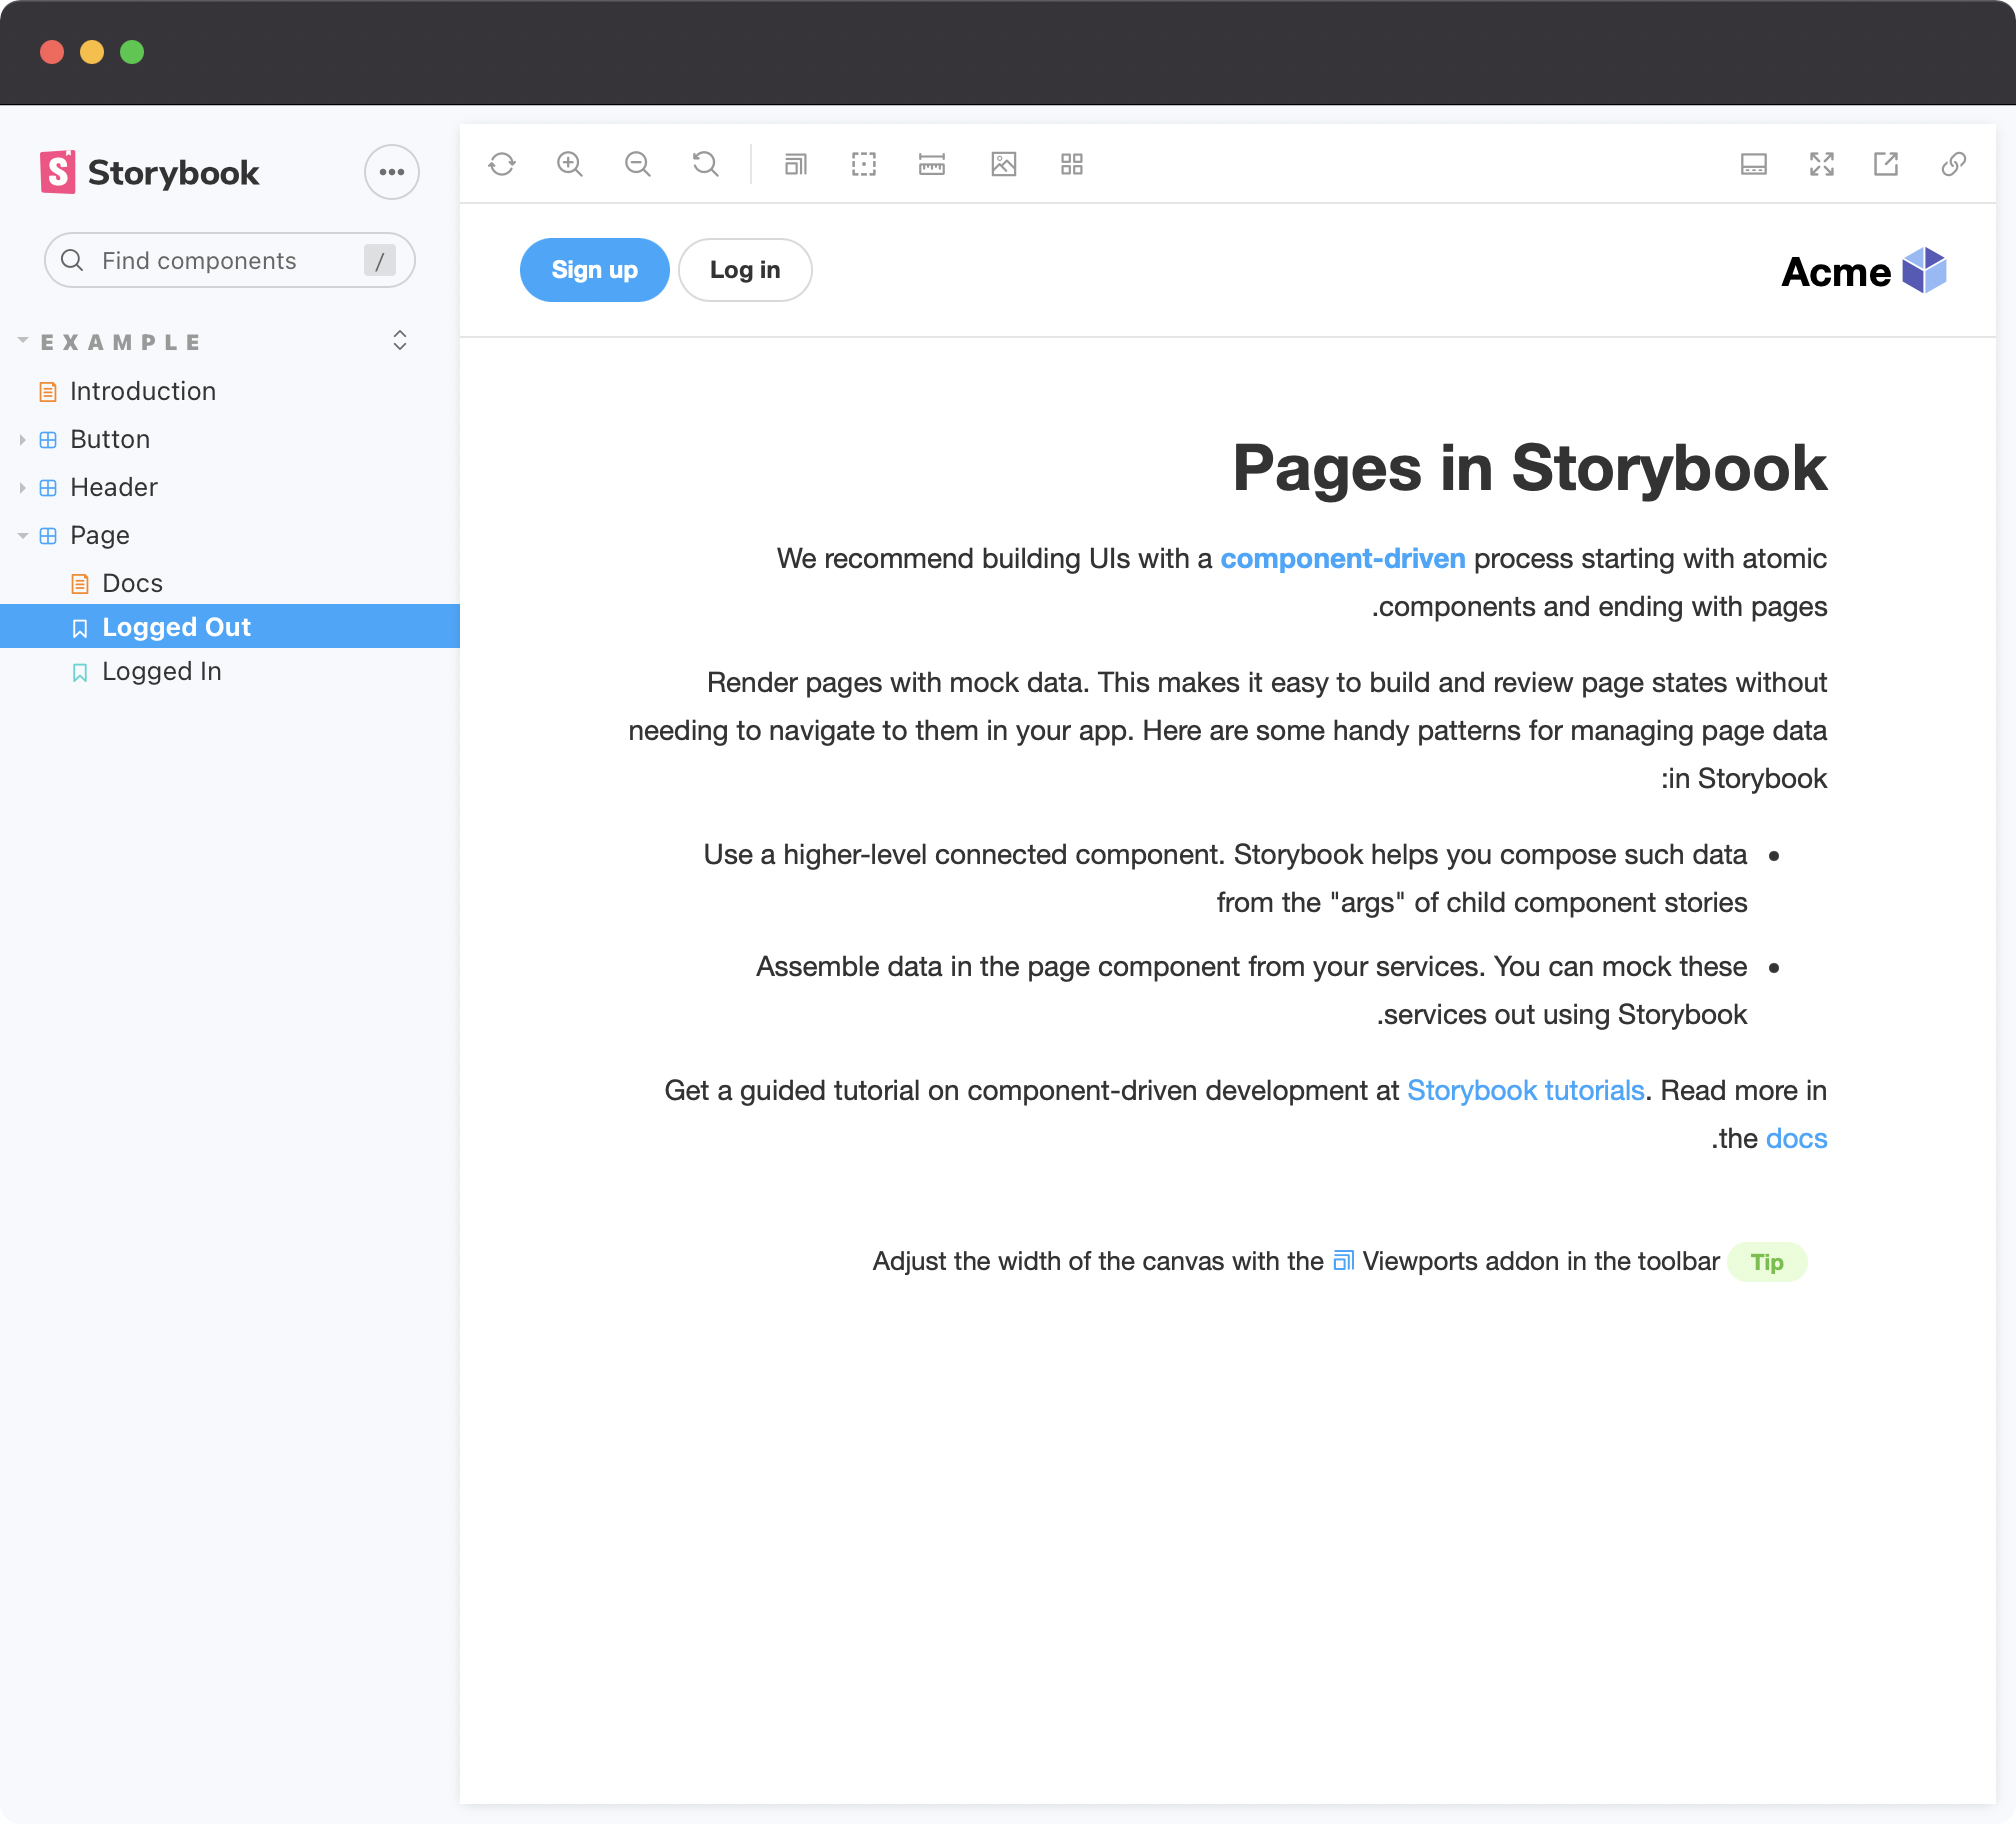 Storybook
Find components /
EXAMPLE
Introduction
Button
Header
Page
Docs
Logged Out
Logged In
Sign up
Log in
Acme
Pages in Storybook
We recommend building UIs with a component-driven process starting with atomic
.components and ending with pages
Render pages with mock data. This makes it easy to build and review page states without
needing to navigate to them in your app. Here are some handy patterns for managing page data
:in Storybook
Use a higher-level connected component. Storybook helps you compose such data
from the "args" of child component stories
Assemble data in the page component from your services. You can mock these
.services out using Storybook
Get a guided tutorial on component-driven development at Storybook tutorials. Read more in
.the docs
Adjust the width of the canvas with the Viewports addon in the toolbar Tip